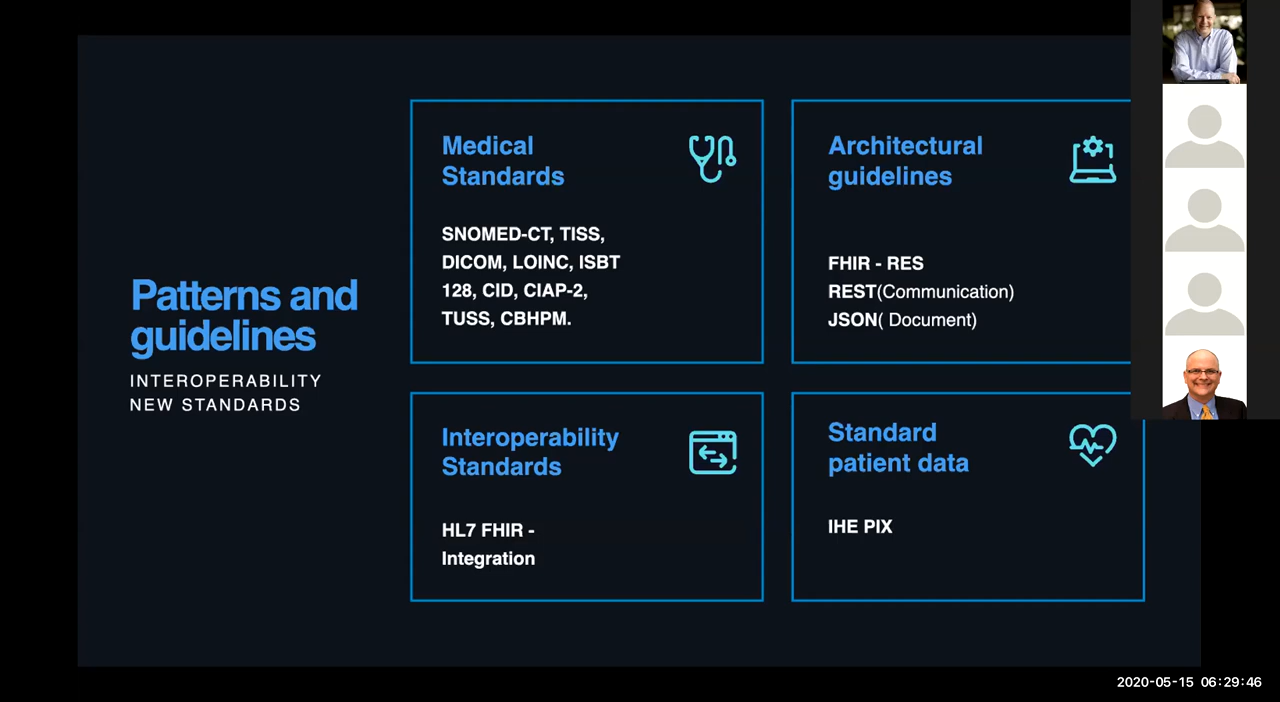 Patterns and
guidelines
INTEROPERABILITY
NEW STANDARDS
Medical
Standards
SNOMED-CT, TISS,
DICOM, LOINC, ISBT
128, CID, CIAP-2,
TUSS, CBHPM.
Architectural
guidelines
FHIR - RES
REST(Communication)
JSON( Document)
Interoperability
Standards
HL7 FHIR -
Integration
Standard
patient data
IHE PIX
2020-05-15 06:29:46